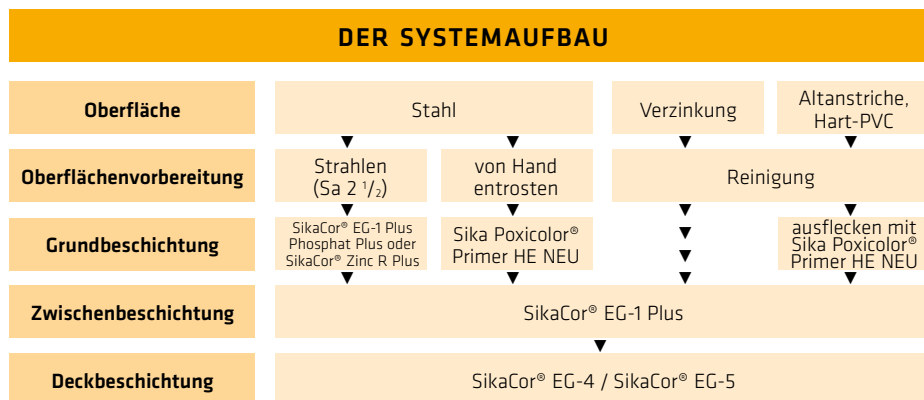 DER SYSTEMAUFBAU
Oberfläche
Stahl
Verzinkung
Altanstriche,
Hart-PVC
Oberflächenvorbereitung
Strahlen
(Sa 2 1/2)
von Hand
entrosten
Reinigung
Grundbeschichtung
SikaCor® EG-1 Plus
Phosphat Plus oder
SikaCor® Zinc R Plus
Sika Poxicolor®
Primer HE NEU
ausflecken mit
Sika Poxicolor®
Primer HE NEU
Zwischenbeschichtung
SikaCor® EG-1 Plus
Deckbeschichtung
SikaCor® EG-4 / SikaCor® EG-5